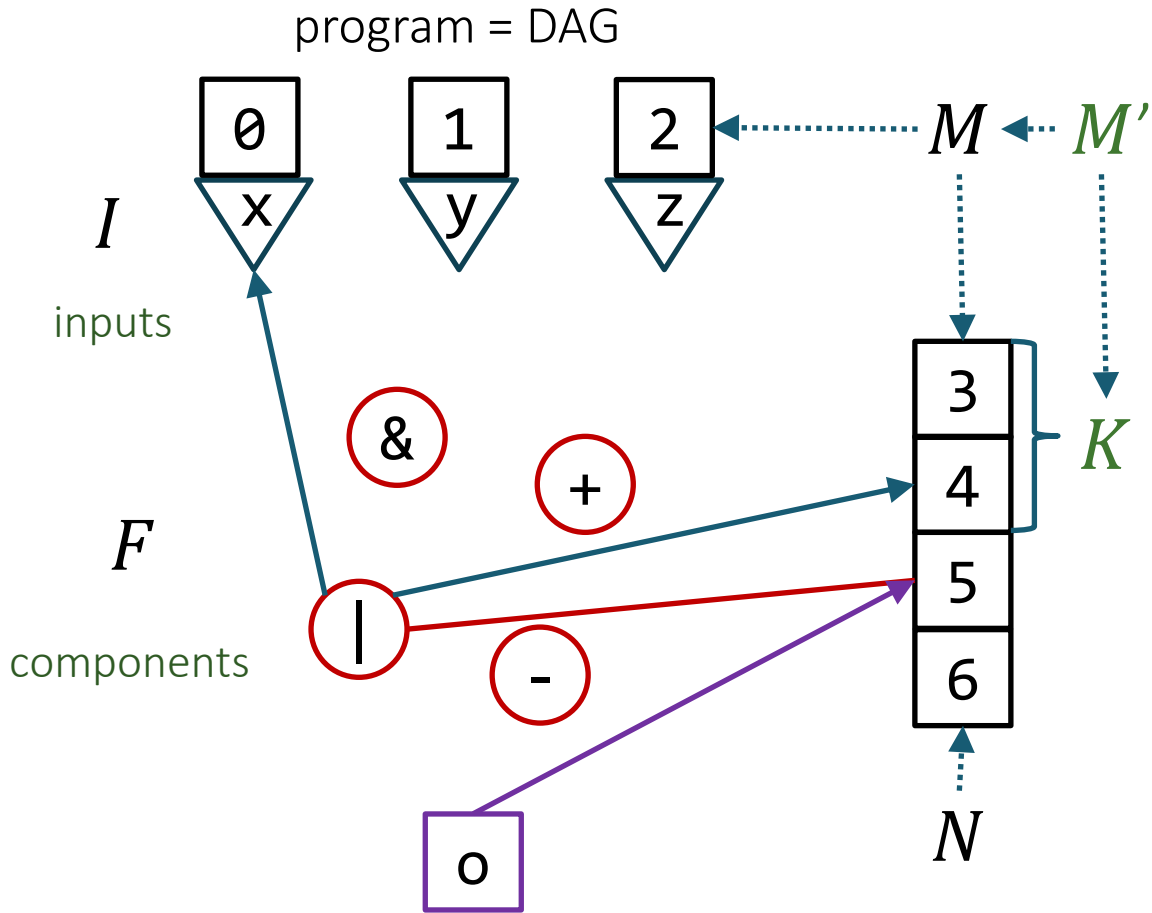 program = DAG
0 1 2 M M’
x y z
I
inputs
3
& K
+ 4
F
5
|
components
- 6
N
o